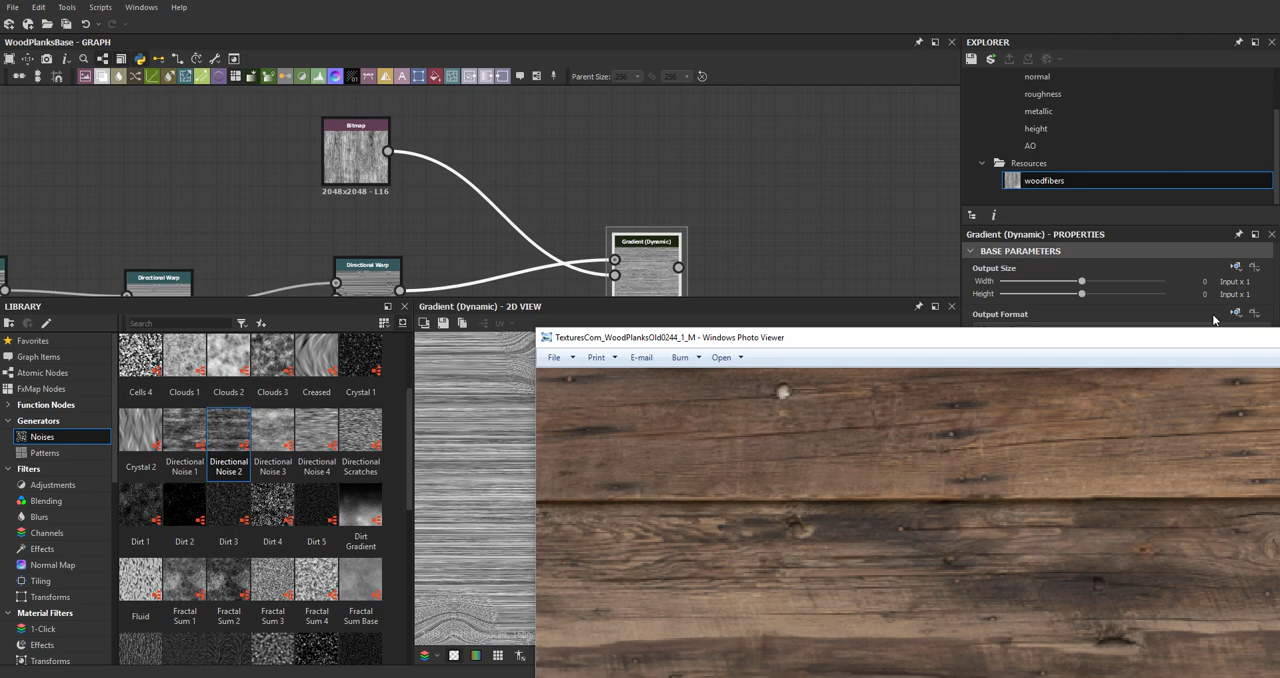 File Edit Tools Scripts Windows Help
WoodPlanksBase - GRAPH
Parent Size: 256 256
Bitmap
2048x2048 - L16
Gradient (Dynamic)
Directional Warp
Directional Warp
EXPLORER
normal
roughness
metallic
height
AO
Resources
woodfibers
Gradient (Dynamic) - PROPERTIES
BASE PARAMETERS
Output Size
Width 0 Input x 1
Height 0 Input x 1
Output Format
LIBRARY
Search
Favorites
Graph Items
Atomic Nodes
FxMap Nodes
Function Nodes
Generators
Noises
Patterns
Filters
Adjustments
Blending
Blurs
Channels
Effects
Normal Map
Tiling
Transforms
Material Filters
1-Click
Effects
Transforms
Cells 4 Clouds 1 Clouds 2 Clouds 3 Creased Crystal 1
Crystal 2 Directional Noise 1 Directional Noise 2 Directional Noise 3 Directional Noise 4 Directional Scratches
Dirt 1 Dirt 2 Dirt 3 Dirt 4 Dirt 5 Dirt Gradient
Fluid Fractal Sum 1 Fractal Sum 2 Fractal Sum 3 Fractal Sum 4 Fractal Sum Base
Gradient (Dynamic) - 2D VIEW
UV
TexturesCom_WoodPlanksOld0244_1_M - Windows Photo Viewer
File Print E-mail Burn Open